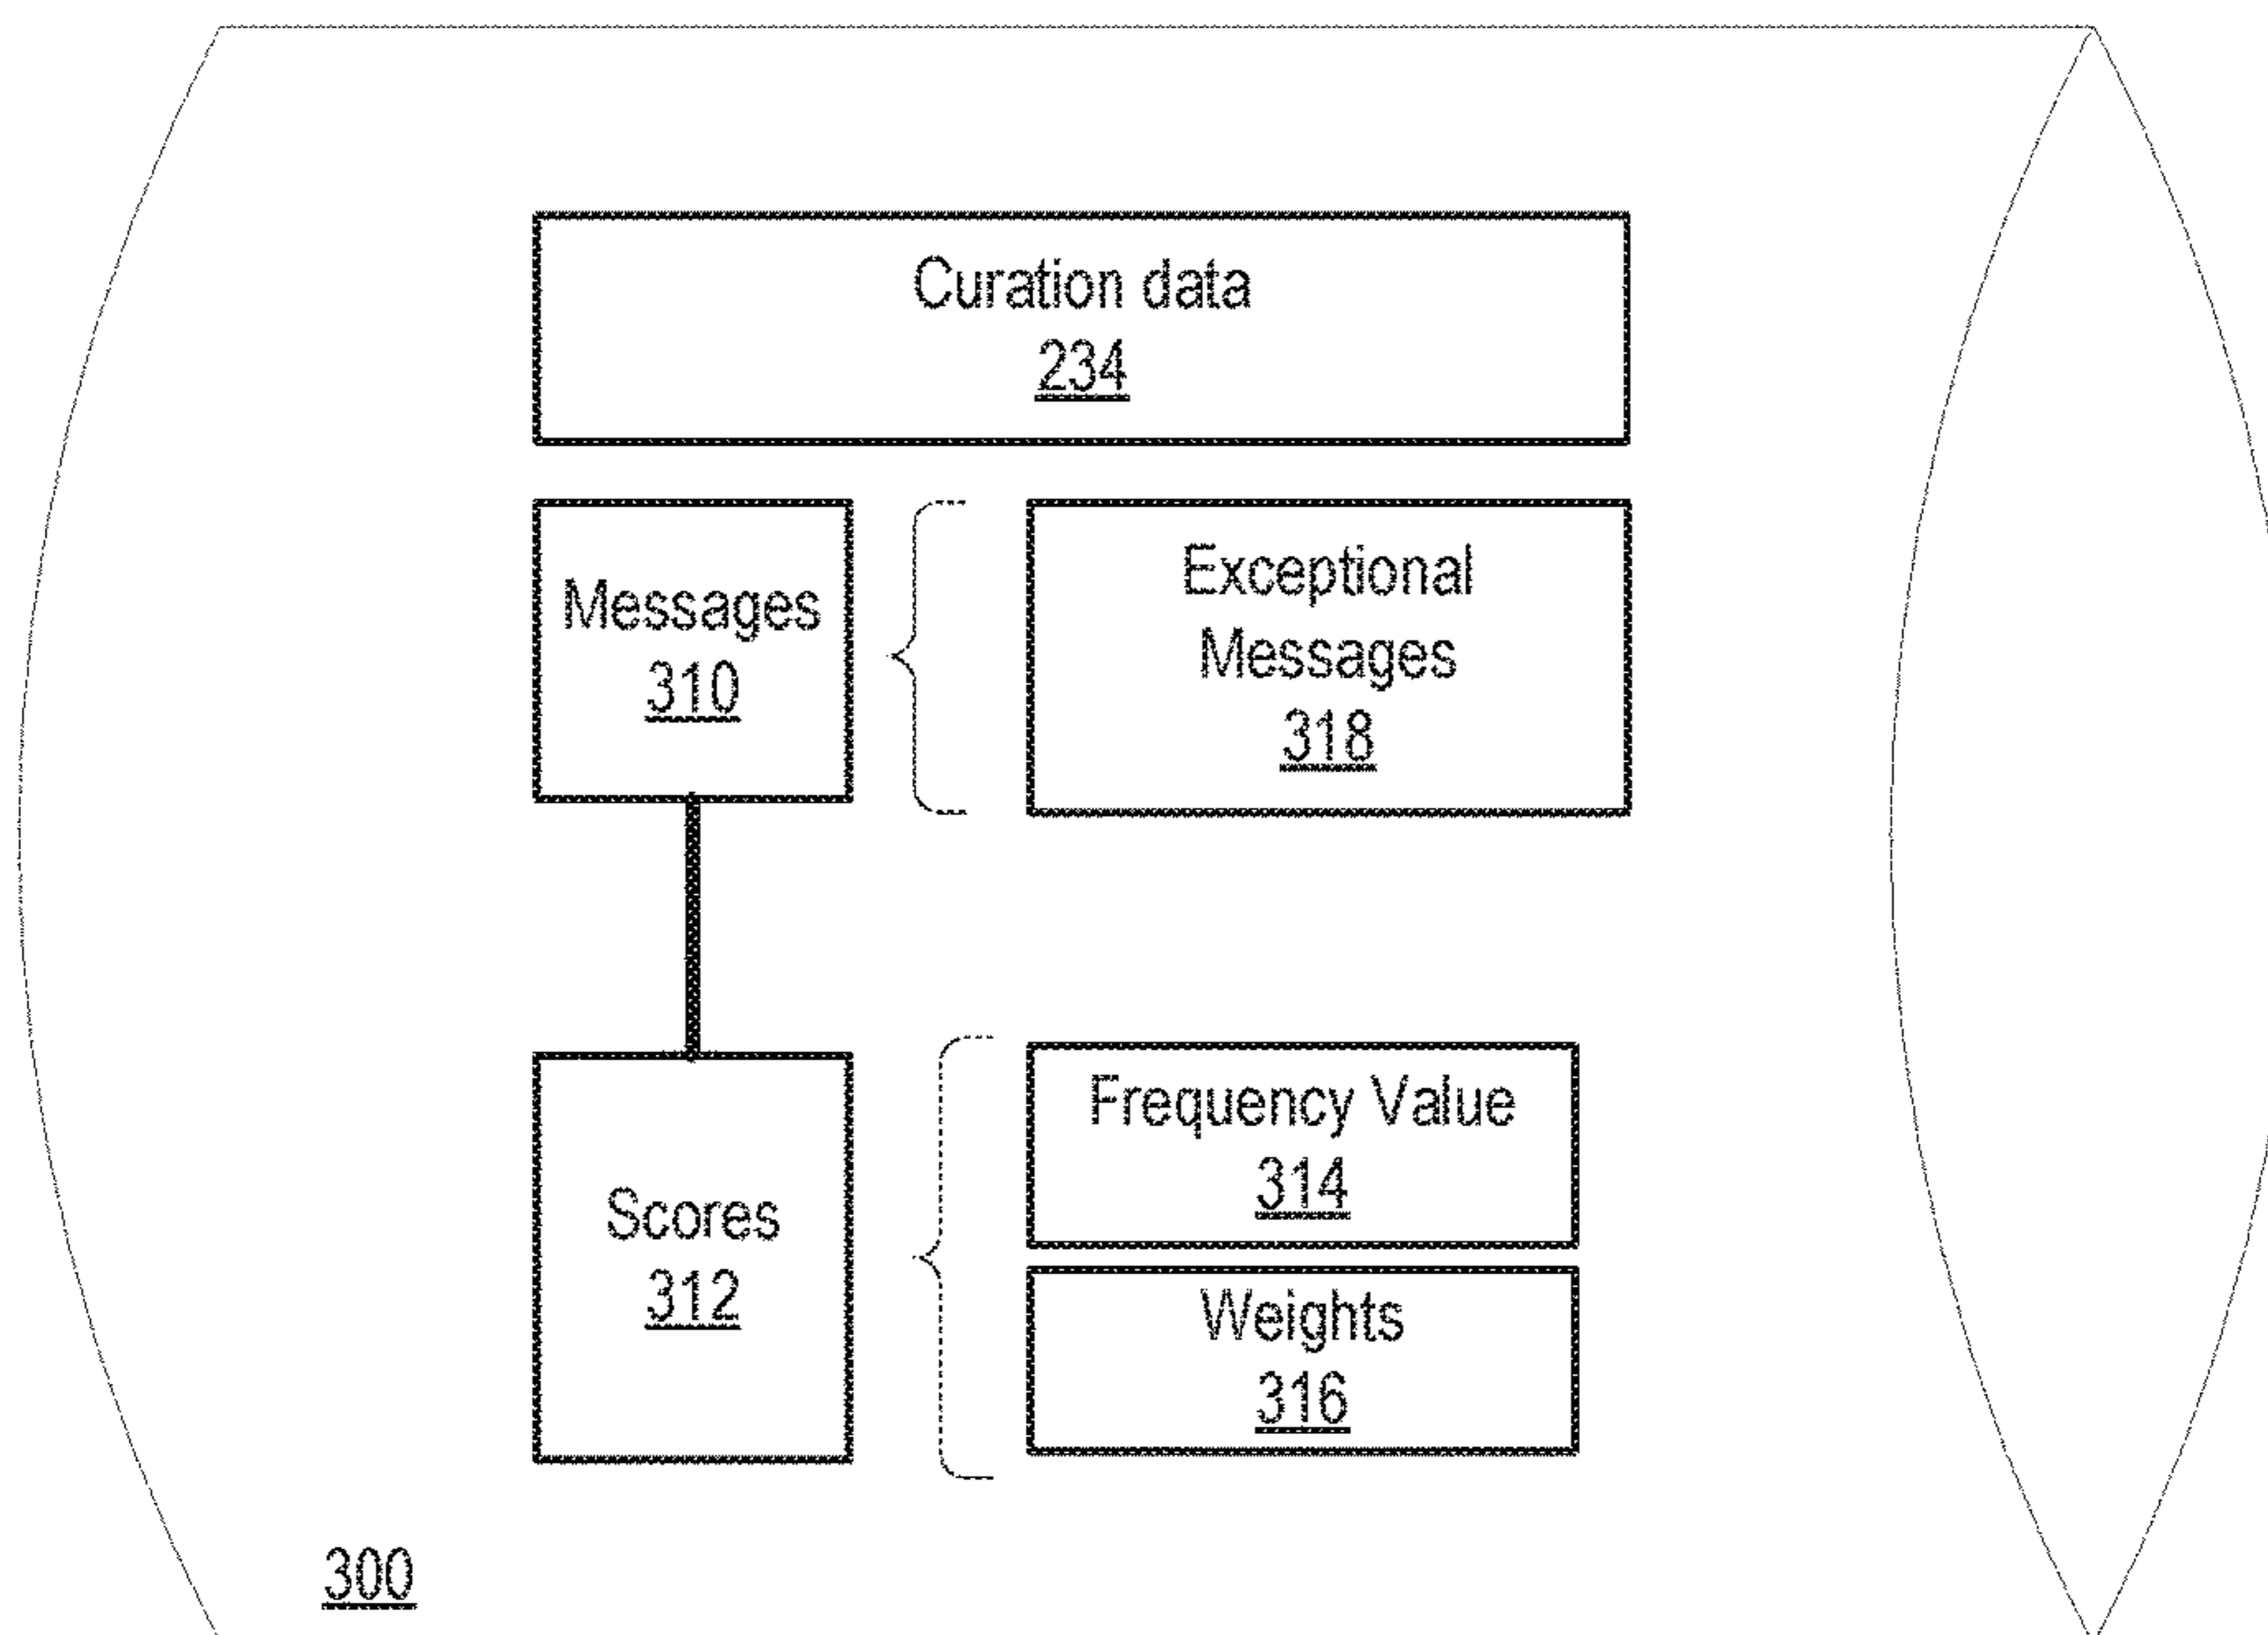 Curation data
234
Messages
310
Exceptional
Messages
318
Scores
312
Frequency Value
314
Weights
316
300